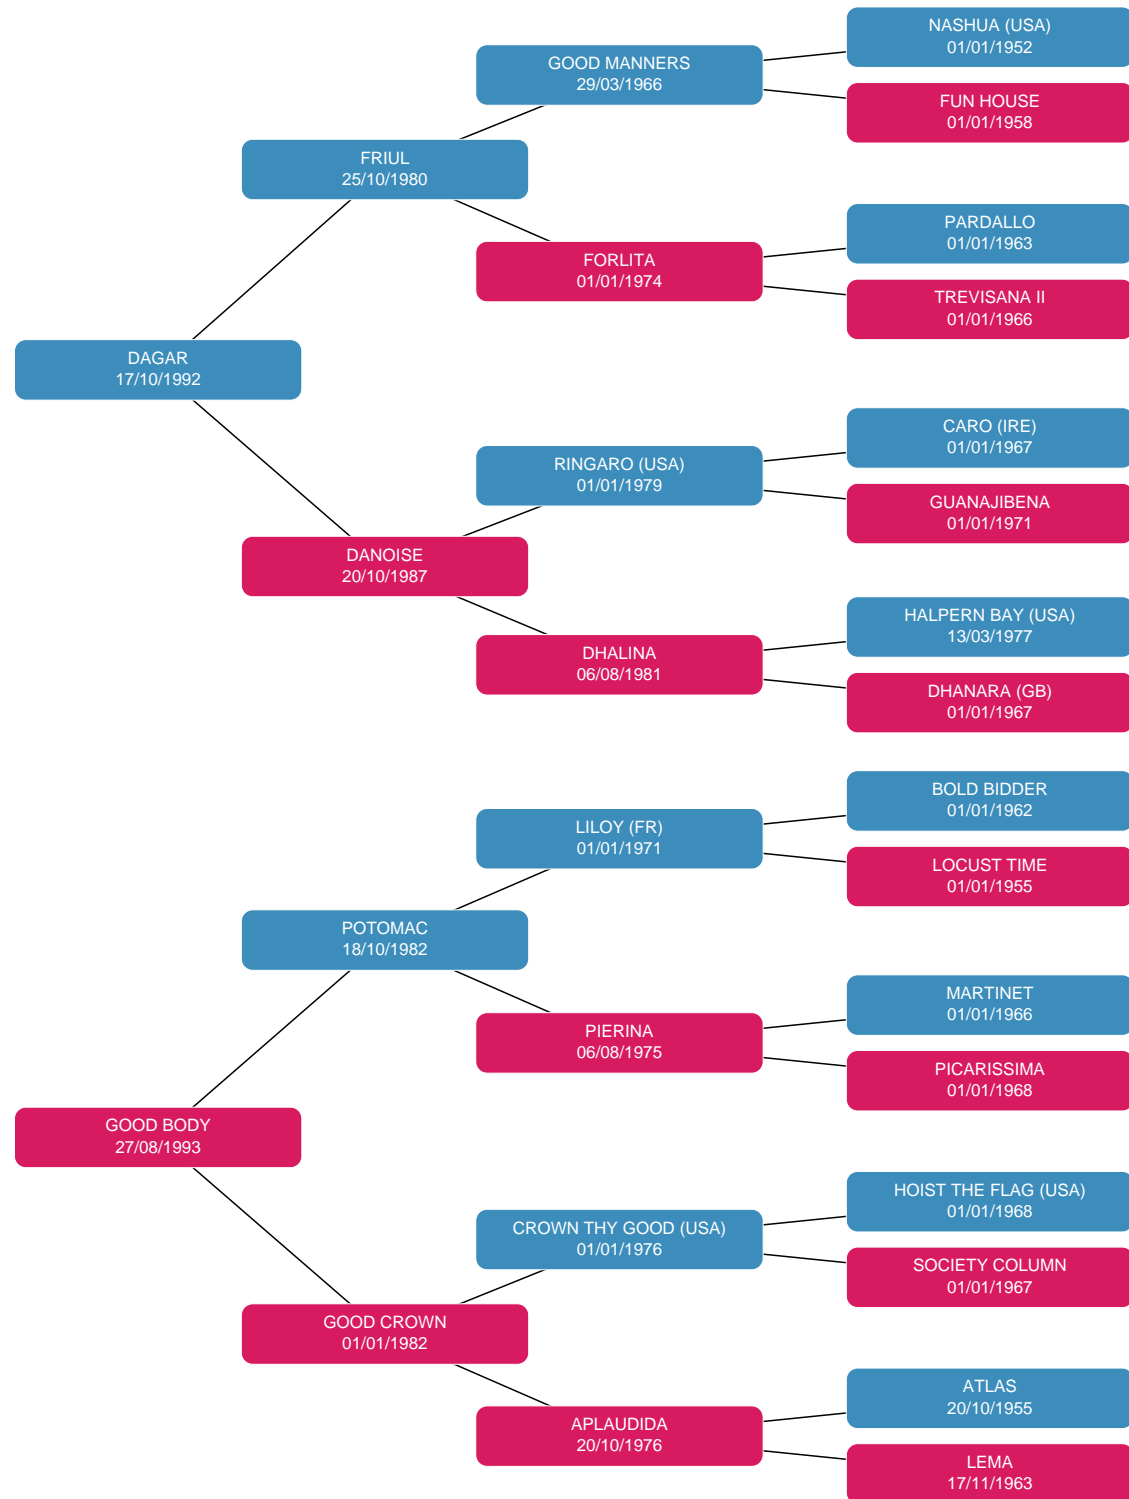 NASHUA (USA)
01/01/1952
GOOD MANNERS
29/03/1966
FUN HOUSE
01/01/1958
FRIUL
25/10/1980
PARDALLO
01/01/1963
FORLITA
01/01/1974
TREVISANA II
01/01/1966
DAGAR
17/10/1992
CARO (IRE)
01/01/1967
RINGARO (USA)
01/01/1979
GUANAJIBENA
01/01/1971
DANOISE
20/10/1987
HALPERN BAY (USA)
13/03/1977
DHALINA
06/08/1981
DHANARA (GB)
01/01/1967
BOLD BIDDER
01/01/1962
LILOY (FR)
01/01/1971
LOCUST TIME
01/01/1955
POTOMAC
18/10/1982
MARTINET
01/01/1966
PIERINA
06/08/1975
PICARISSIMA
01/01/1968
GOOD BODY
27/08/1993
HOIST THE FLAG (USA)
01/01/1968
CROWN THY GOOD (USA)
01/01/1976
SOCIETY COLUMN
01/01/1967
GOOD CROWN
01/01/1982
ATLAS
20/10/1955
APLAUDIDA
20/10/1976
LEMA
17/11/1963